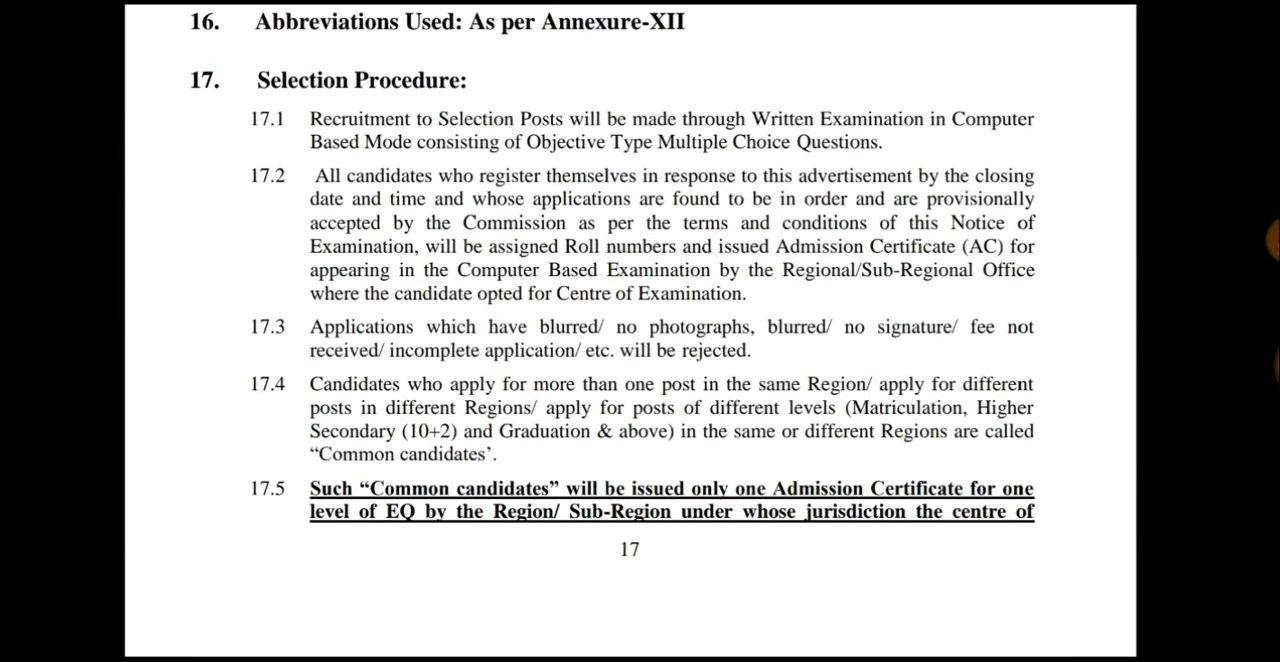 16. Abbreviations Used: As per Annexure-XII
17. Selection Procedure:
17.1 Recruitment to Selection Posts will be made through Written Examination in Computer
Based Mode consisting of Objective Type Multiple Choice Questions.
17.2 All candidates who register themselves in response to this advertisement by the closing
date and time and whose applications are found to be in order and are provisionally
accepted by the Commission as per the terms and conditions of this Notice of
Examination, will be assigned Roll numbers and issued Admission Certificate (AC) for
appearing in the Computer Based Examination by the Regional/Sub-Regional Office
where the candidate opted for Centre of Examination.
17.3 Applications which have blurred/ no photographs, blurred/ no signature/ fee not
received/ incomplete application/ etc. will be rejected.
17.4 Candidates who apply for more than one post in the same Region/ apply for different
posts in different Regions/ apply for posts of different levels (Matriculation, Higher
Secondary (10+2) and Graduation & above) in the same or different Regions are called
“Common candidates’.
17.5 Such “Common candidates” will be issued only one Admission Certificate for one
level of EQ by the Region/ Sub-Region under whose jurisdiction the centre of
17